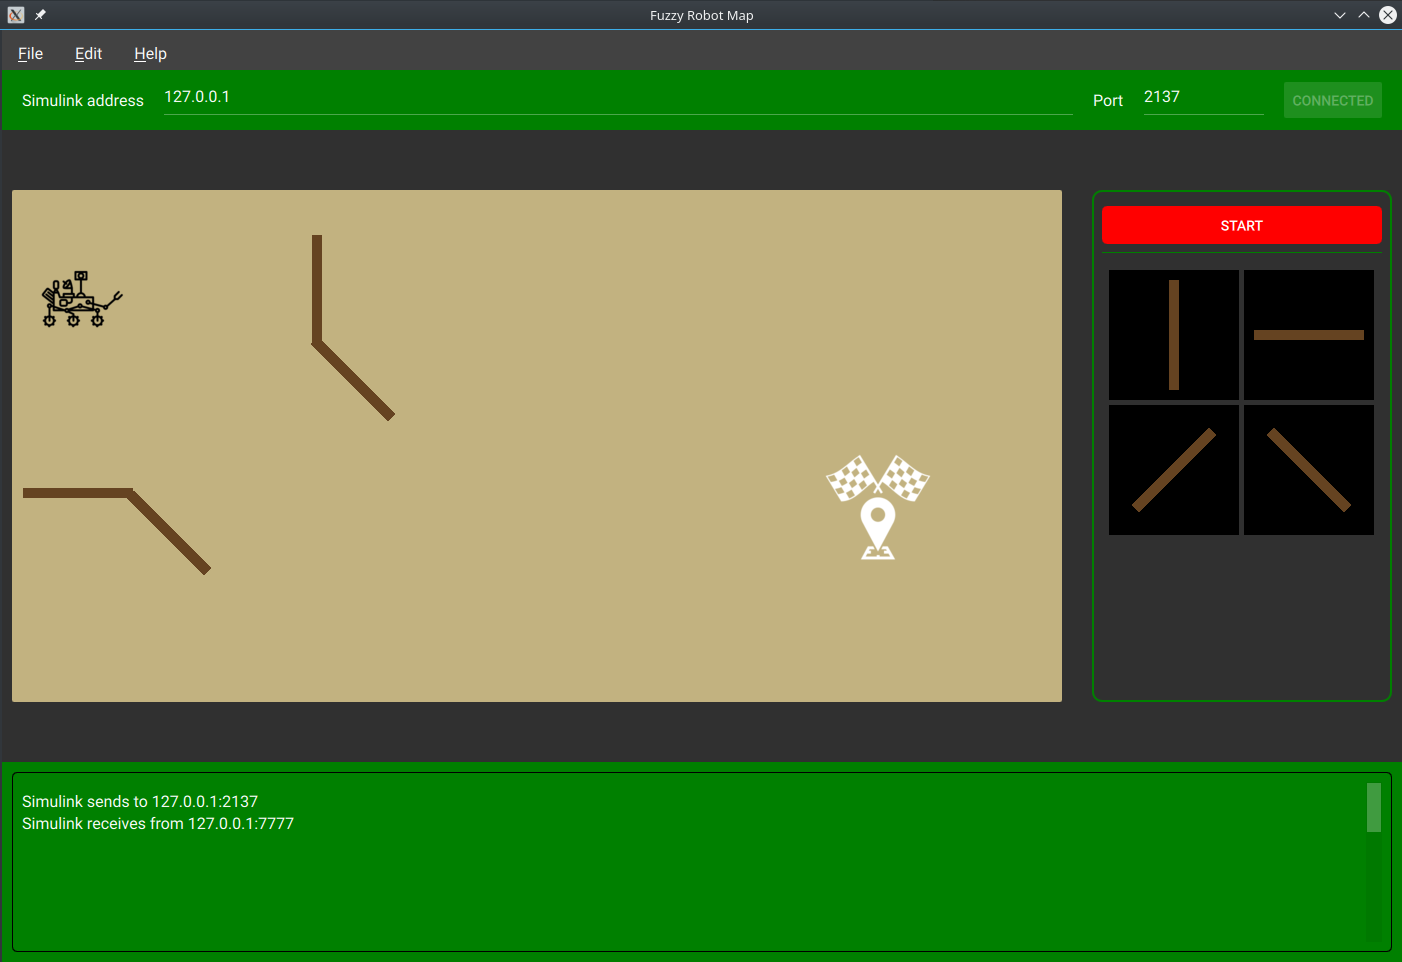 Fuzzy Robot Map
File Edit Help
Simulink address 127.0.0.1 Port 2137 CONNECTED
START
Simulink sends to 127.0.0.1:2137
Simulink receives from 127.0.0.1:7777